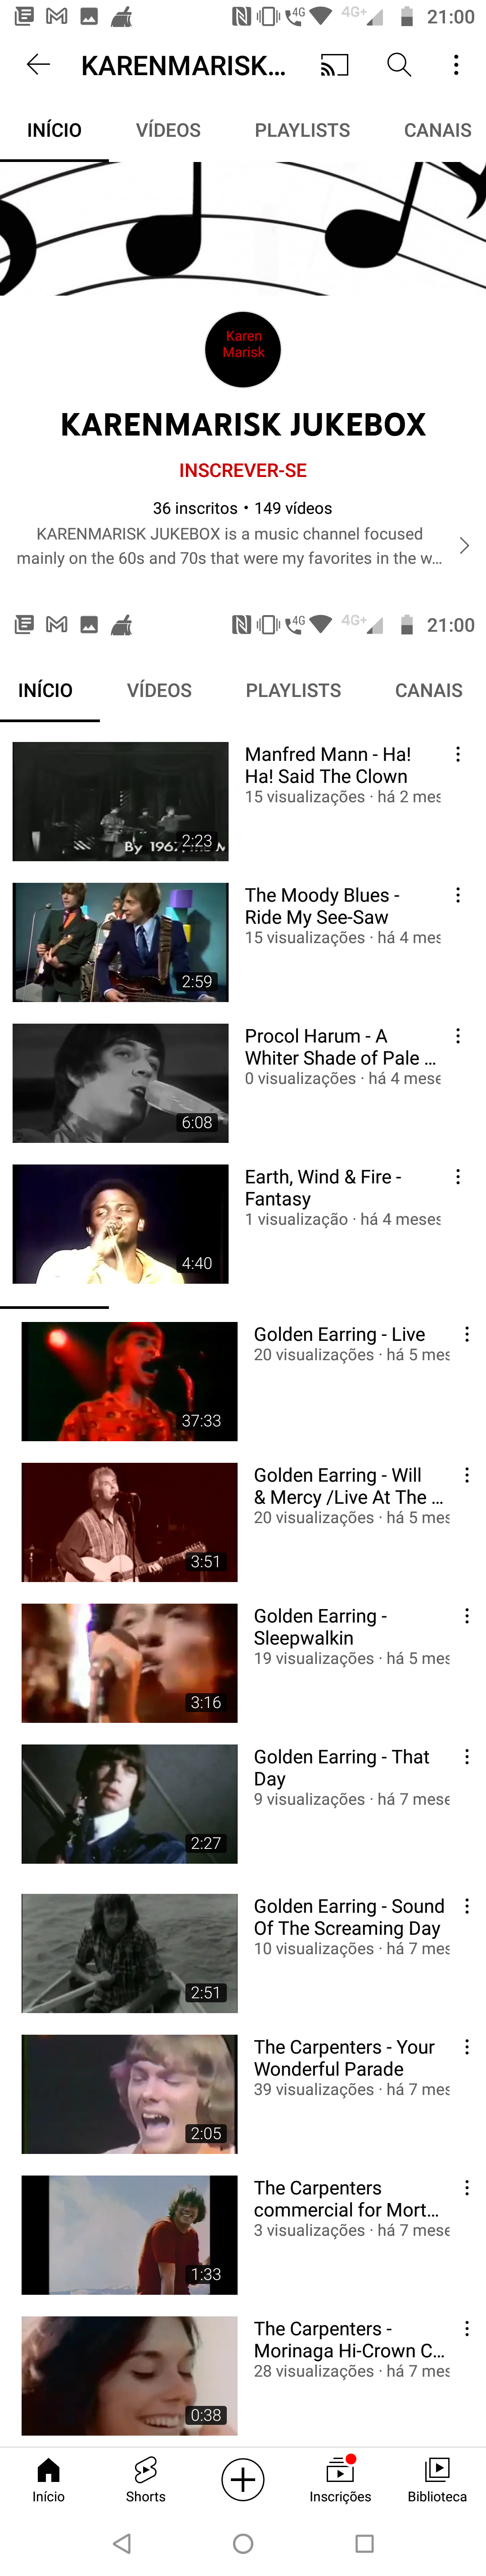 4G 4G+ 21:00
KARENMARISK...
INÍCIO VÍDEOS PLAYLISTS CANAIS
Karen
Marisk
KARENMARISK JUKEBOX
INSCREVER-SE
36 inscritos • 149 vídeos
KARENMARISK JUKEBOX is a music channel focused
mainly on the 60s and 70s that were my favorites in the w...
4G 4G+ 21:00
INÍCIO VÍDEOS PLAYLISTS CANAIS
Manfred Mann - Ha!
Ha! Said The Clown
15 visualizações · há 2 mes
By 196
2:23
The Moody Blues -
Ride My See-Saw
15 visualizações · há 4 mes
2:59
Procol Harum - A
Whiter Shade of Pale ...
0 visualizações · há 4 mese
6:08
Earth, Wind & Fire -
Fantasy
1 visualização · há 4 meses
4:40
Golden Earring - Live
20 visualizações · há 5 mes
37:33
Golden Earring - Will
& Mercy /Live At The ...
20 visualizações · há 5 mes
3:51
Golden Earring -
Sleepwalkin
19 visualizações · há 5 mes
3:16
Golden Earring - That
Day
9 visualizações · há 7 mese
2:27
Golden Earring - Sound
Of The Screaming Day
10 visualizações · há 7 mes
2:51
The Carpenters - Your
Wonderful Parade
39 visualizações · há 7 mes
2:05
The Carpenters
commercial for Mort...
3 visualizações · há 7 mese
1:33
The Carpenters -
Morinaga Hi-Crown C...
28 visualizações · há 7 mes
0:38
Início Shorts Inscrições Biblioteca